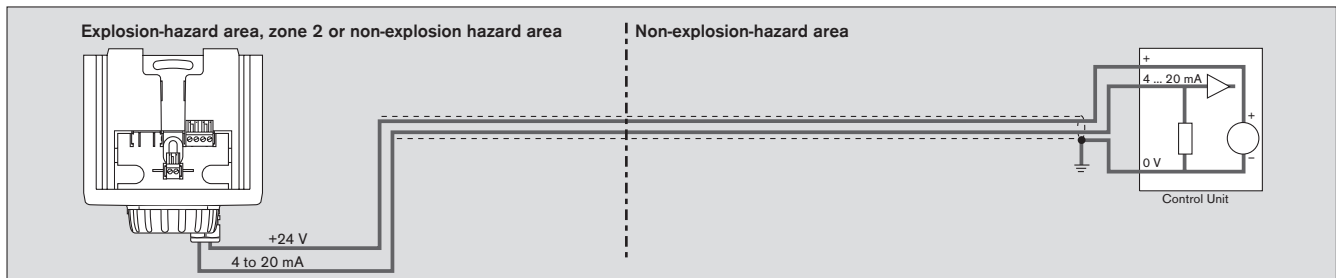 Explosion-hazard area, zone 2 or non-explosion hazard area
Non-explosion-hazard area
+
4 ... 20 mA
+
−
0 V
Control Unit
+24 V
4 to 20 mA